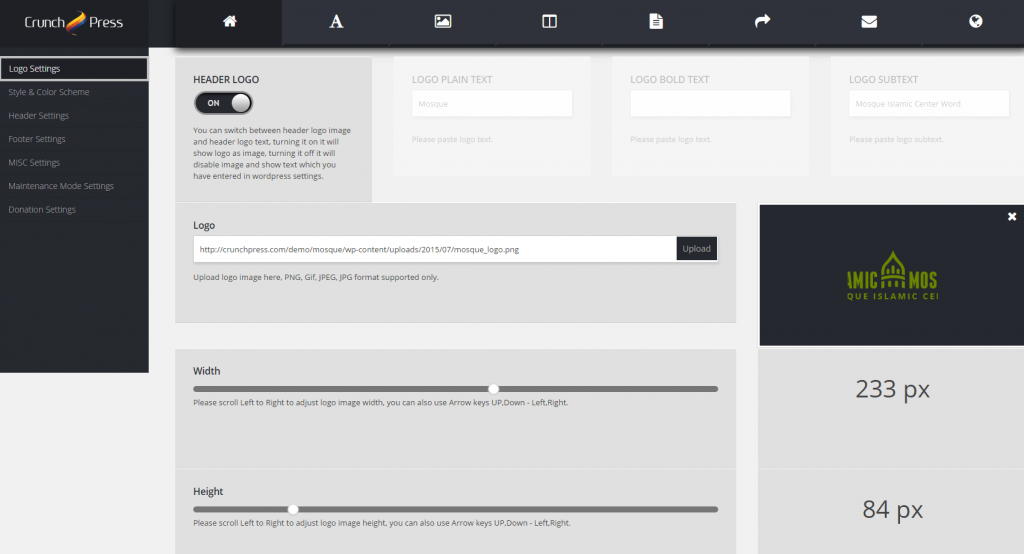 Crunch Press
Logo Settings
Style & Color Scheme
Header Settings
Footer Settings
MISC Settings
Maintenance Mode Settings
Donation Settings
HEADER LOGO
ON
You can switch between header logo image
and header logo text, turning it on it will
show logo as image, turning it off it will
disable image and show text which you
have entered in wordpress settings.
LOGO PLAIN TEXT
Mosque
Please paste logo text.
LOGO BOLD TEXT
Please paste logo text.
LOGO SUBTEXT
Mosque Islamic Center Word
Please paste logo subtext.
Logo
http://crunchpress.com/demo/mosque/wp-content/uploads/2015/07/mosque_logo.png
Upload
Upload logo image here, PNG, Gif, JPEG, JPG format supported only.
AMIC MOS
QUE ISLAMIC CEI
Width
Please scroll Left to Right to adjust logo image width, you can also use Arrow keys UP,Down - Left,Right.
233 px
Height
Please scroll Left to Right to adjust logo image height, you can also use Arrow keys UP,Down - Left,Right.
84 px